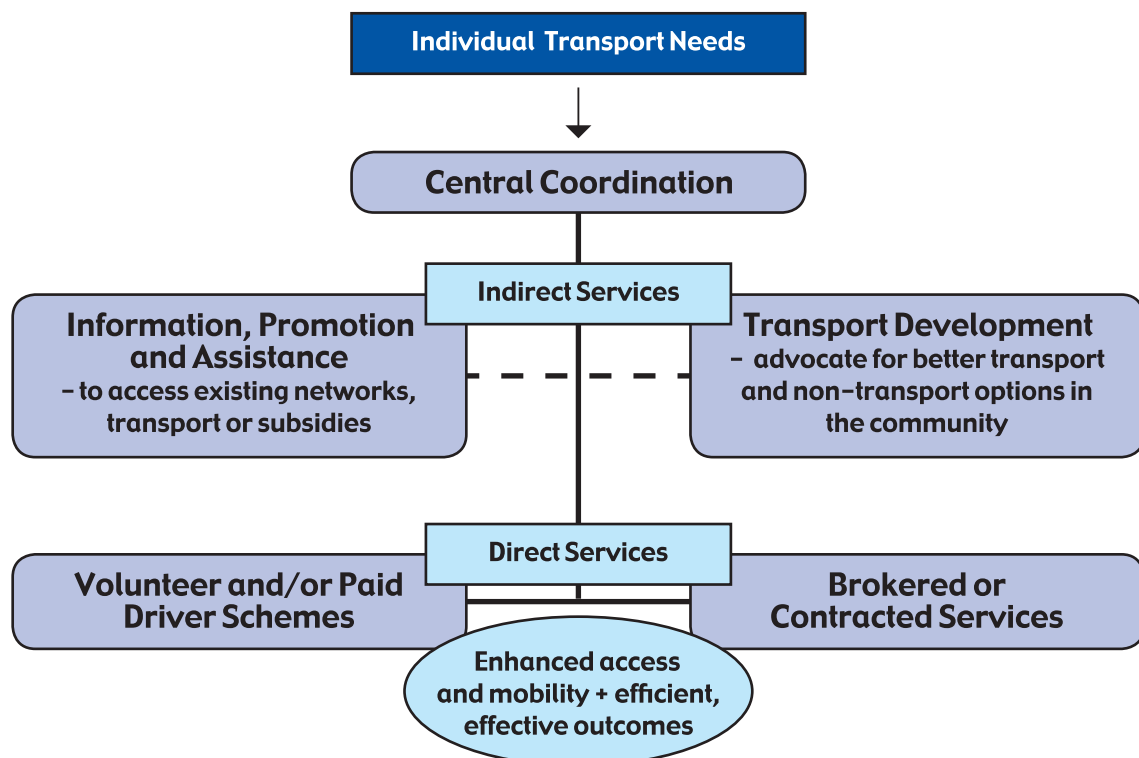 Individual Transport Needs
Central Coordination
Indirect Services
Information, Promotion
and Assistance
– to access existing networks,
transport or subsidies
Transport Development
– advocate for better transport
and non-transport options in
the community
Direct Services
Volunteer and/or Paid
Driver Schemes
Brokered or
Contracted Services
Enhanced access
and mobility + efficient,
effective outcomes